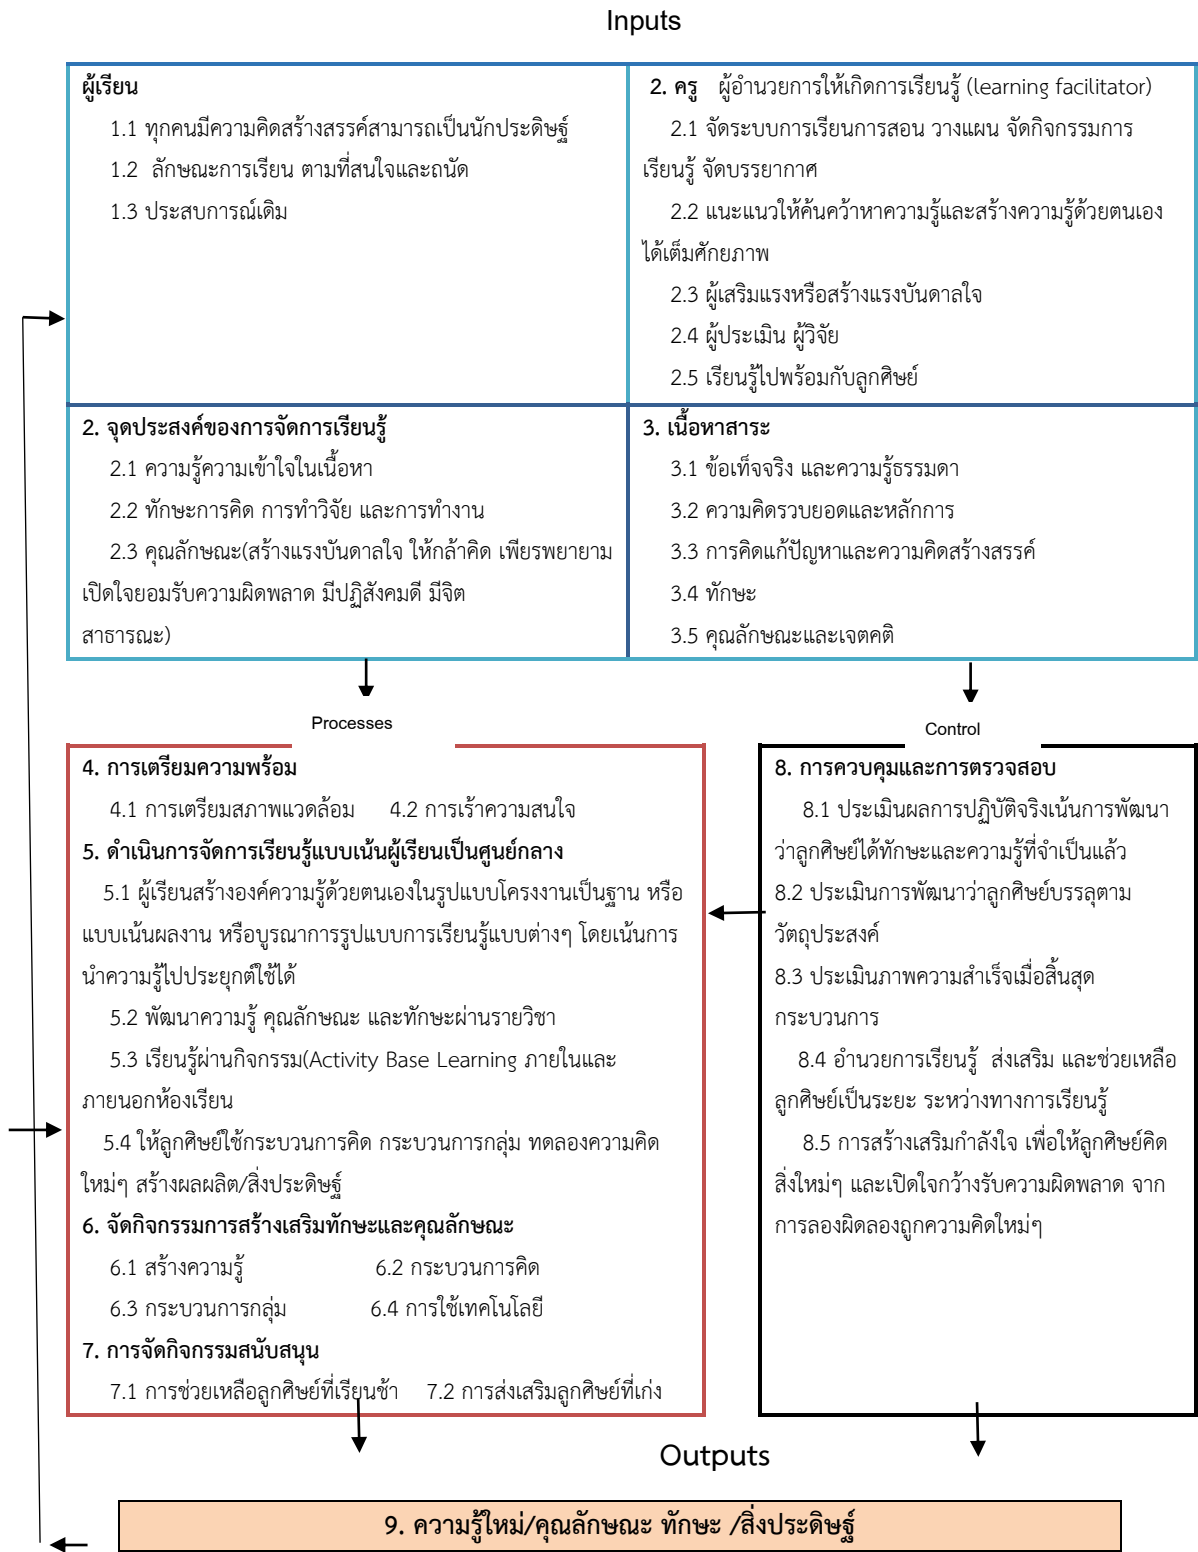 Inputs
ผู้เรียน
1.1 ทุกคนมีความคิดสร้างสรรค์สามารถเป็นนักประดิษฐ์
1.2 ลักษณะการเรียน ตามที่สนใจและถนัด
1.3 ประสบการณ์เดิม
2. ครู ผู้อำนวยการให้เกิดการเรียนรู้ (learning facilitator)
2.1 จัดระบบการเรียนการสอน วางแผน จัดกิจกรรมการ
เรียนรู้ จัดบรรยากาศ
2.2 แนะแนวให้ค้นคว้าหาความรู้และสร้างความรู้ด้วยตนเอง
ได้เต็มศักยภาพ
2.3 ผู้เสริมแรงหรือสร้างแรงบันดาลใจ
2.4 ผู้ประเมิน ผู้วิจัย
2.5 เรียนรู้ไปพร้อมกับลูกศิษย์
2. จุดประสงค์ของการจัดการเรียนรู้
2.1 ความรู้ความเข้าใจในเนื้อหา
2.2 ทักษะการคิด การทำวิจัย และการทำงาน
2.3 คุณลักษณะ(สร้างแรงบันดาลใจ ให้กล้าคิด เพียรพยายาม
เปิดใจยอมรับความผิดพลาด มีปฏิสังคมดี มีจิต
สาธารณะ)
3. เนื้อหาสาระ
3.1 ข้อเท็จจริง และความรู้ธรรมดา
3.2 ความคิดรวบยอดและหลักการ
3.3 การคิดแก้ปัญหาและความคิดสร้างสรรค์
3.4 ทักษะ
3.5 คุณลักษณะและเจตคติ
Processes
4. การเตรียมความพร้อม
4.1 การเตรียมสภาพแวดล้อม 4.2 การเร้าความสนใจ
5. ดำเนินการจัดการเรียนรู้แบบเน้นผู้เรียนเป็นศูนย์กลาง
5.1 ผู้เรียนสร้างองค์ความรู้ด้วยตนเองในรูปแบบโครงงานเป็นฐาน หรือ
แบบเน้นผลงาน หรือบูรณาการรูปแบบการเรียนรู้แบบต่างๆ โดยเน้นการ
นำความรู้ไปประยุกต์ใช้ได้
5.2 พัฒนาความรู้ คุณลักษณะ และทักษะผ่านรายวิชา
5.3 เรียนรู้ผ่านกิจกรรม(Activity Base Learning ภายในและ
ภายนอกห้องเรียน
5.4 ให้ลูกศิษย์ใช้กระบวนการคิด กระบวนการกลุ่ม ทดลองความคิด
ใหม่ๆ สร้างผลผลิต/สิ่งประดิษฐ์
6. จัดกิจกรรมการสร้างเสริมทักษะและคุณลักษณะ
6.1 สร้างความรู้ 6.2 กระบวนการคิด
6.3 กระบวนการกลุ่ม 6.4 การใช้เทคโนโลยี
7. การจัดกิจกรรมสนับสนุน
7.1 การช่วยเหลือลูกศิษย์ที่เรียนช้า 7.2 การส่งเสริมลูกศิษย์ที่เก่ง
Control
8. การควบคุมและการตรวจสอบ
8.1 ประเมินผลการปฏิบัติจริงเน้นการพัฒนา
ว่าลูกศิษย์ได้ทักษะและความรู้ที่จำเป็นแล้ว
8.2 ประเมินการพัฒนาว่าลูกศิษย์บรรลุตาม
วัตถุประสงค์
8.3 ประเมินภาพความสำเร็จเมื่อสิ้นสุด
กระบวนการ
8.4 อำนวยการเรียนรู้ ส่งเสริม และช่วยเหลือ
ลูกศิษย์เป็นระยะ ระหว่างทางการเรียนรู้
8.5 การสร้างเสริมกำลังใจ เพื่อให้ลูกศิษย์คิด
สิ่งใหม่ๆ และเปิดใจกว้างรับความผิดพลาด จาก
การลองผิดลองถูกความคิดใหม่ๆ
Outputs
9. ความรู้ใหม่/คุณลักษณะ ทักษะ /สิ่งประดิษฐ์